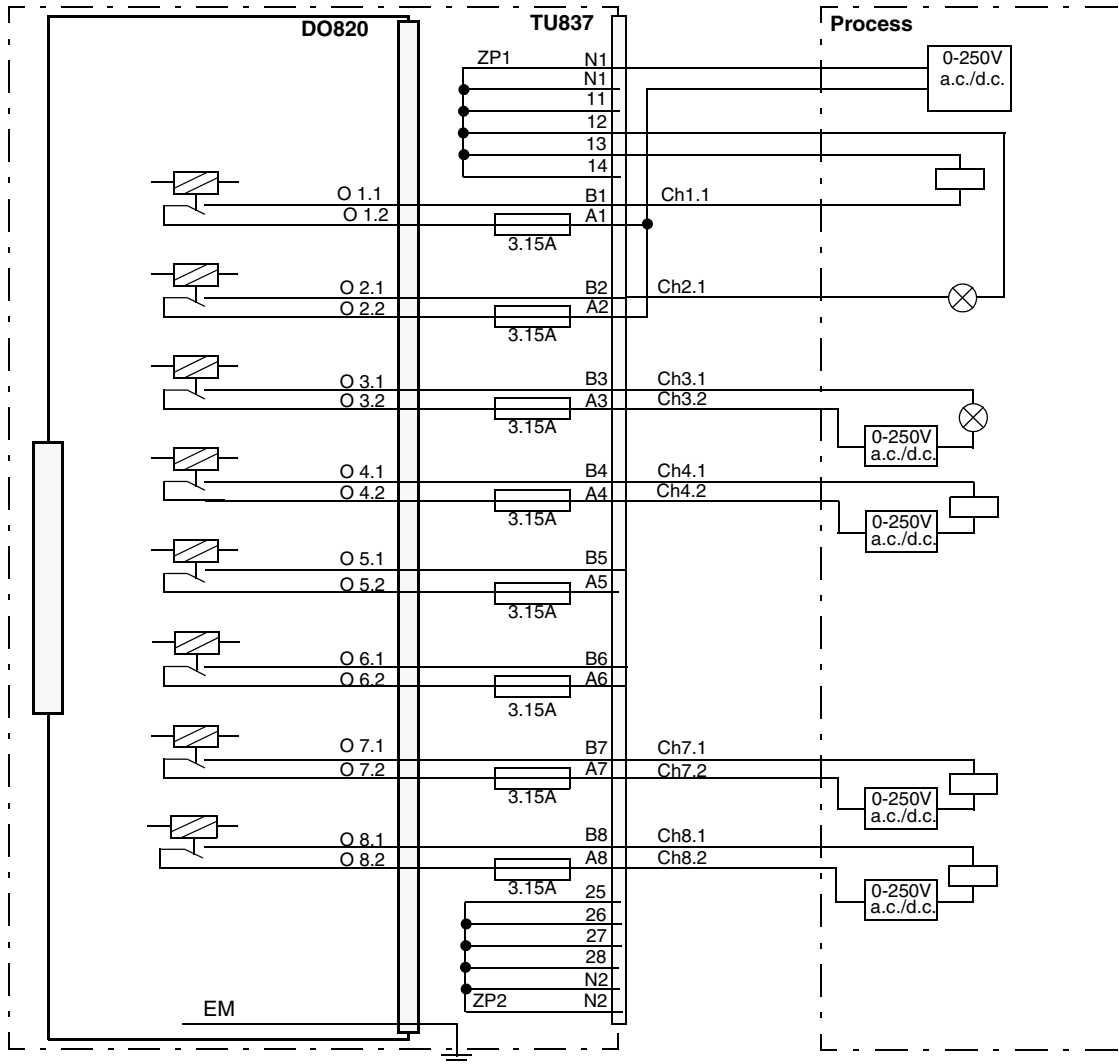 DO820 TU837 Process
ZP1 N1 0-250V
N1 a.c./d.c.
11
12
13
14
O 1.1 B1 Ch1.1
O 1.2 A1
3.15A
O 2.1 B2 Ch2.1
O 2.2 A2
3.15A
O 3.1 B3 Ch3.1
O 3.2 A3 Ch3.2
3.15A 0-250V
a.c./d.c.
O 4.1 B4 Ch4.1
O 4.2 A4 Ch4.2
3.15A 0-250V
a.c./d.c.
O 5.1 B5
O 5.2 A5
3.15A
O 6.1 B6
O 6.2 A6
3.15A
O 7.1 B7 Ch7.1
O 7.2 A7 Ch7.2
3.15A 0-250V
a.c./d.c.
O 8.1 B8 Ch8.1
O 8.2 A8 Ch8.2
3.15A 0-250V
a.c./d.c.
25
26
27
28
N2
EM ZP2 N2